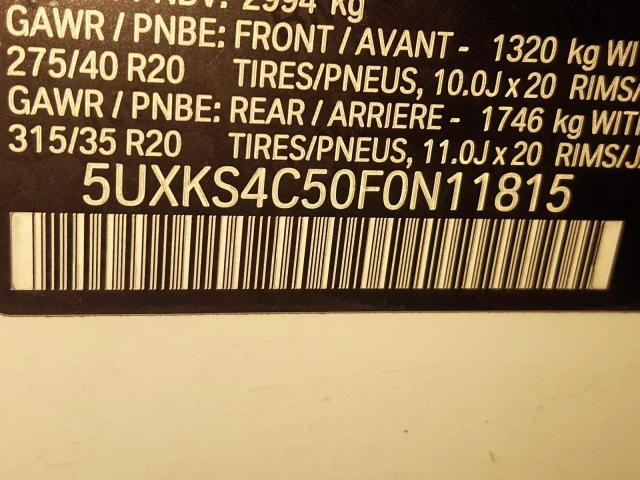 2994 kg
GAWR / PNBE: FRONT / AVANT - 1320 kg WI
275/40 R20 TIRES/PNEUS, 10.0J x 20 RIMS/
GAWR / PNBE: REAR / ARRIERE - 1746 kg WITH
315/35 R20 TIRES/PNEUS, 11.0J x 20 RIMS/J
5UXKS4C50F0N11815